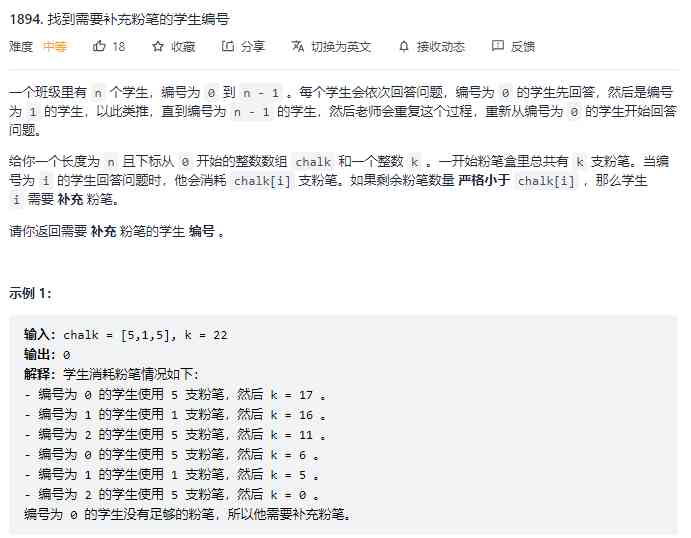 1894. 找到需要补充粉笔的学生编号
难度 中等 18 收藏 分享 切换为英文 接收动态 反馈
一个班级里有 n 个学生，编号为 0 到 n - 1 。每个学生会依次回答问题，编号为 0 的学生先回答，然后是编号
为 1 的学生，以此类推，直到编号为 n - 1 的学生，然后老师会重复这个过程，重新从编号为 0 的学生开始回答
问题。
给你一个长度为 n 且下标从 0 开始的整数数组 chalk 和一个整数 k 。一开始粉笔盒里总共有 k 支粉笔。当编
号为 i 的学生回答问题时，他会消耗 chalk[i] 支粉笔。如果剩余粉笔数量 严格小于 chalk[i] ，那么学生
i 需要 补充 粉笔。
请你返回需要 补充 粉笔的学生 编号 。
示例 1：
输入：chalk = [5,1,5], k = 22
输出：0
解释：学生消耗粉笔情况如下：
- 编号为 0 的学生使用 5 支粉笔，然后 k = 17 。
- 编号为 1 的学生使用 1 支粉笔，然后 k = 16 。
- 编号为 2 的学生使用 5 支粉笔，然后 k = 11 。
- 编号为 0 的学生使用 5 支粉笔，然后 k = 6 。
- 编号为 1 的学生使用 1 支粉笔，然后 k = 5 。
- 编号为 2 的学生使用 5 支粉笔，然后 k = 0 。
编号为 0 的学生没有足够的粉笔，所以他需要补充粉笔。